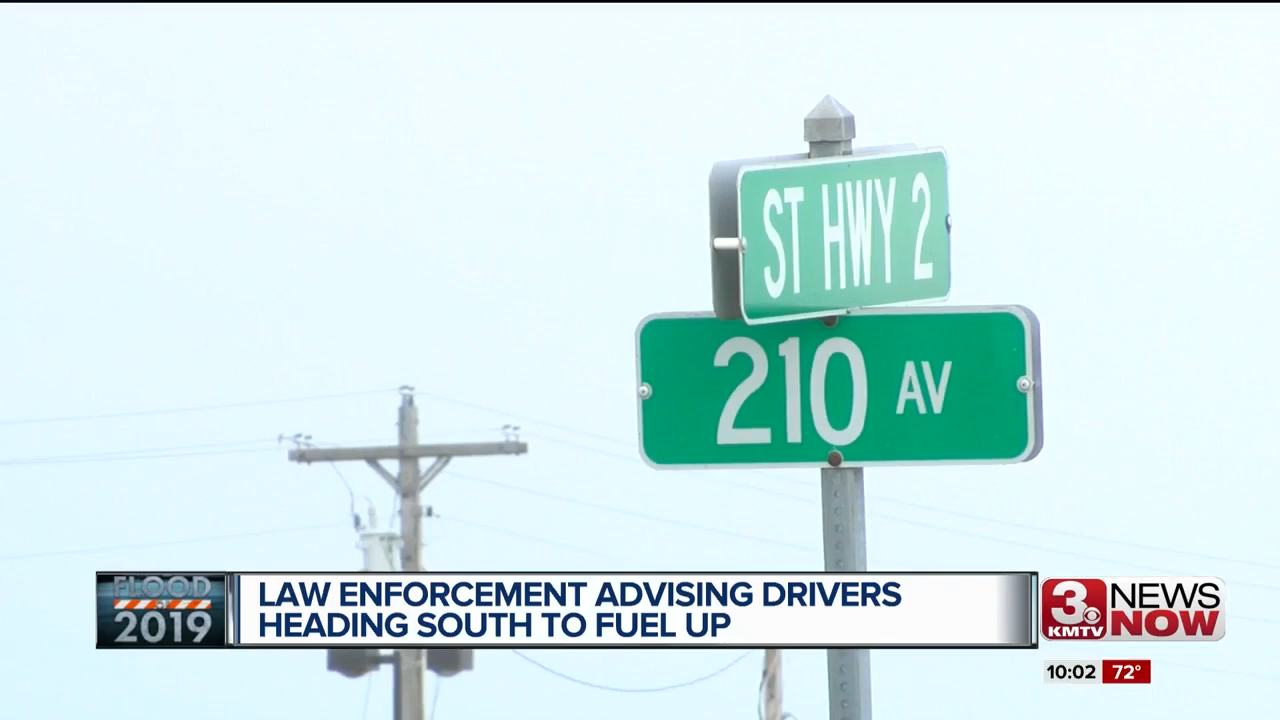 ST HWY 2
210 AV
FLOOD
OF
2019
LAW ENFORCEMENT ADVISING DRIVERS
HEADING SOUTH TO FUEL UP
3
KMTV
NEWS
NOW
10:02 72°